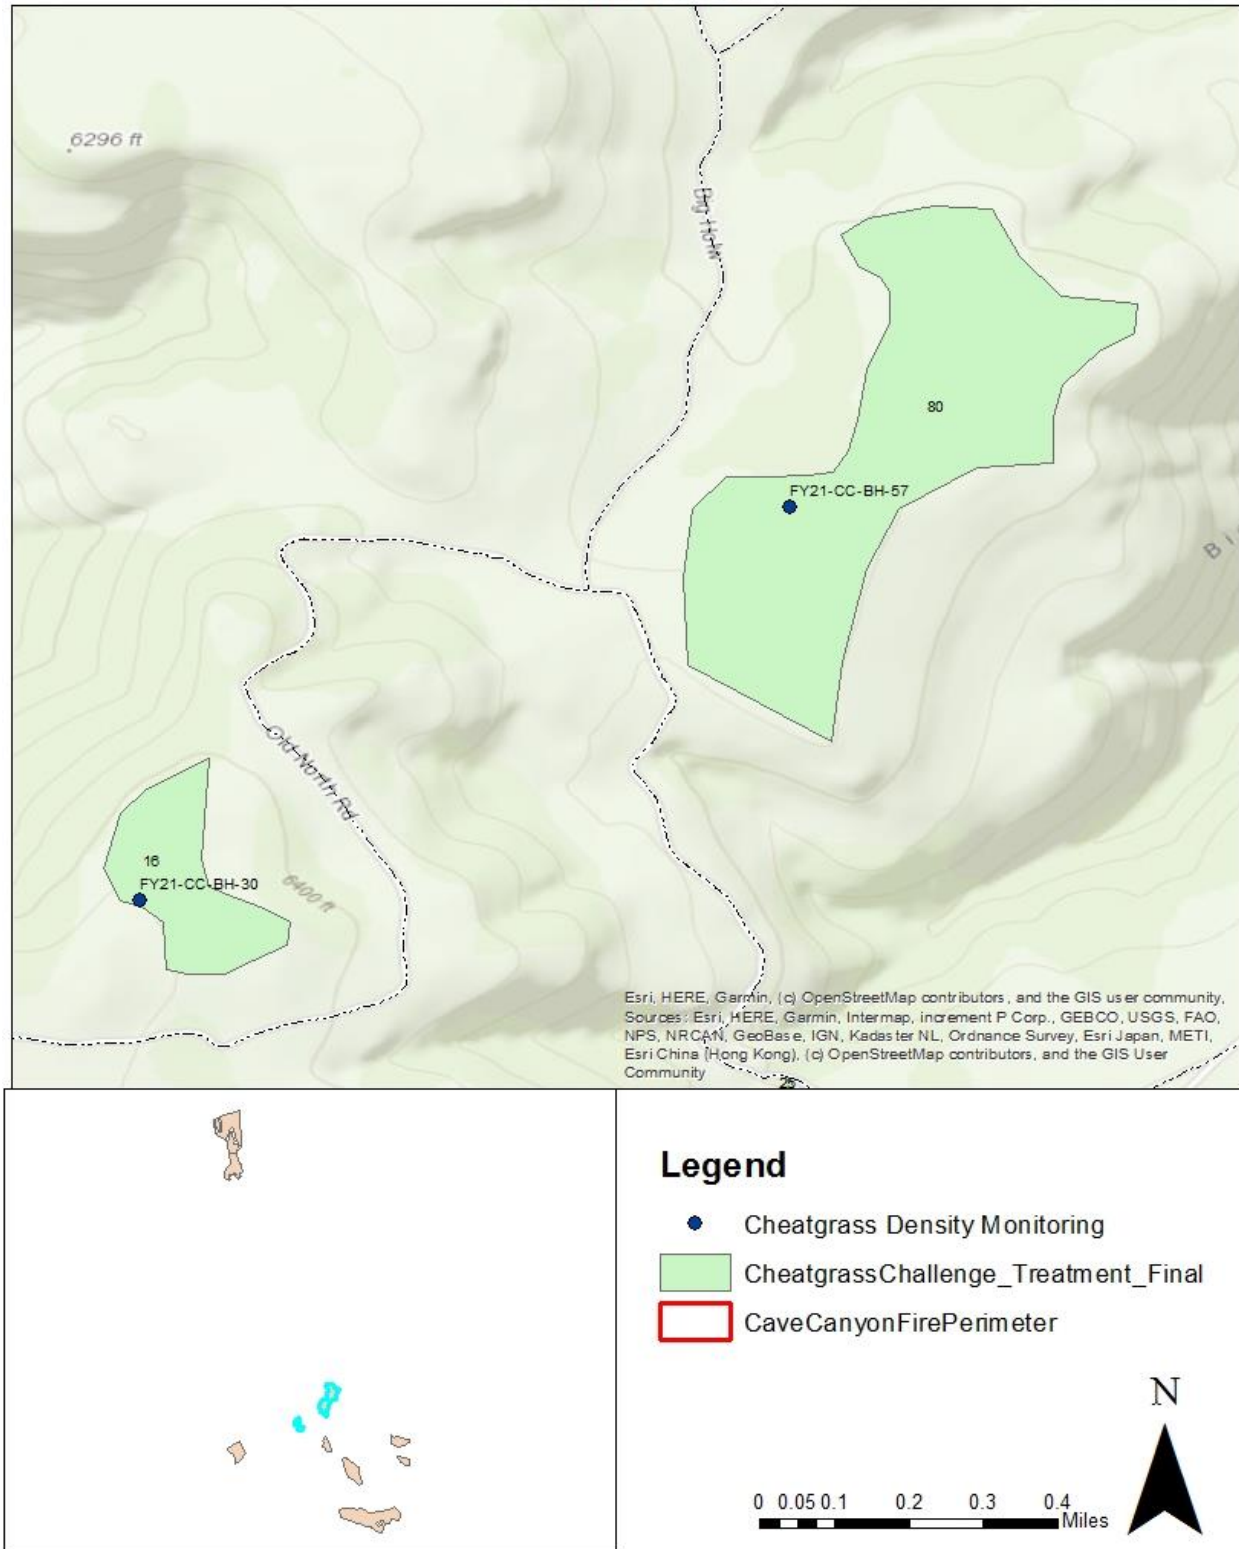 6296 ft
Big Holw
80
FY21-CC-BH-57
Old North Rd
16
FY21-CC-BH-30
6400 ft
Esri, HERE, Garmin, (c) OpenStreetMap contributors, and the GIS user community,
Sources: Esri, HERE, Garmin, Intermap, increment P Corp., GEBCO, USGS, FAO,
NPS, NRCAN, GeoBase, IGN, Kadaster NL, Ordnance Survey, Esri Japan, METI,
Esri China (Hong Kong), (c) OpenStreetMap contributors, and the GIS User
Community
25
Legend
Cheatgrass Density Monitoring
CheatgrassChallenge_Treatment_Final
CaveCanyonFirePerimeter
N
0 0.05 0.1 0.2 0.3 0.4
Miles